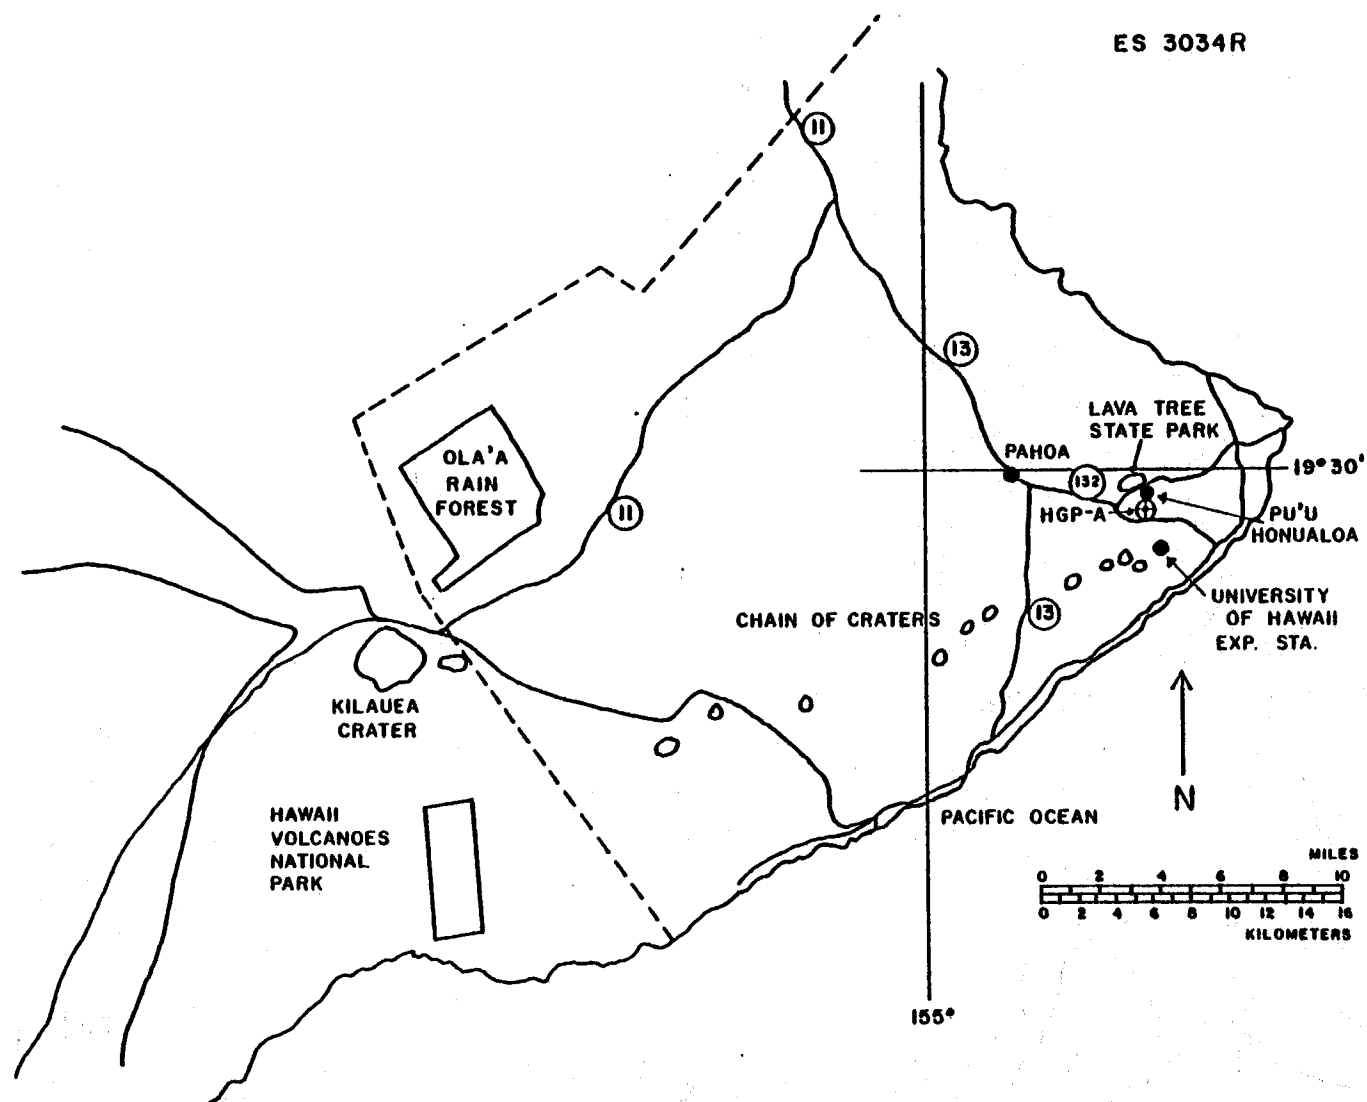 ES 3034R
11
13
LAVA TREE
STATE PARK
PAHOA
19° 30'
OLA'A
RAIN
FOREST
132
11
HGP-A
PU'U
HONUALOA
UNIVERSITY
OF HAWAII
EXP. STA.
CHAIN OF CRATERS
13
KILAUEA
CRATER
N
HAWAII
VOLCANOES
NATIONAL
PARK
PACIFIC OCEAN
MILES
0 2 4 6 8 10
0 2 4 6 8 10 12 14 16
KILOMETERS
155°